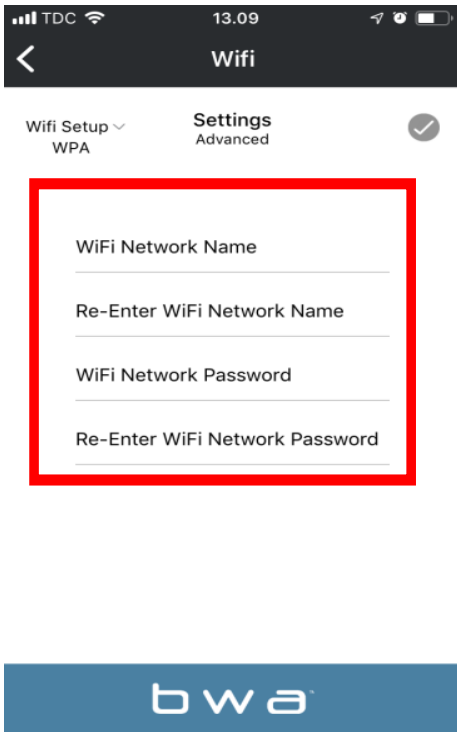 TDC 13.09
Wifi
Wifi Setup
WPA
Settings
Advanced
WiFi Network Name
Re-Enter WiFi Network Name
WiFi Network Password
Re-Enter WiFi Network Password
bwa